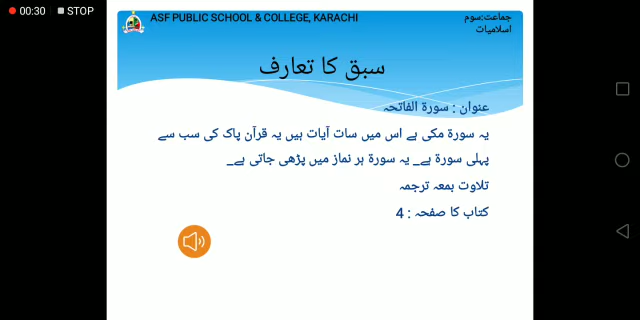 00:30 STOP
ASF PUBLIC SCHOOL & COLLEGE, KARACHI
جماعت:سوم
اسلامیات
سبق کا تعارف
عنوان : سورۃ الفاتحہ
یہ سورۃ مکی ہے اس میں سات آیات ہیں یہ قرآن پاک کی سب سے
پہلی سورۃ ہے_ یہ سورۃ ہر نماز میں پڑھی جاتی ہے_
تلاوت بمعہ ترجمہ
کتاب کا صفحہ : 4